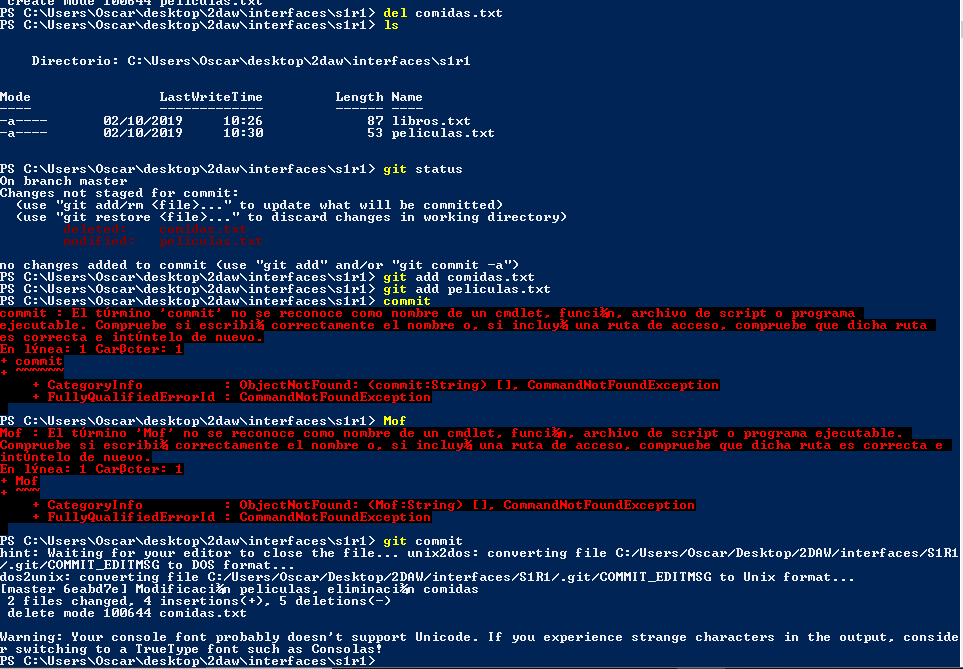 create mode 100644 peliculas.txt
PS C:\Users\Oscar\desktop\2daw\interfaces\s1r1> del comidas.txt
PS C:\Users\Oscar\desktop\2daw\interfaces\s1r1> ls
Directorio: C:\Users\Oscar\desktop\2daw\interfaces\s1r1
Mode LastWriteTime Length Name
---- ------------- ------ ----
-a---- 02/10/2019 10:26 87 libros.txt
-a---- 02/10/2019 10:30 53 peliculas.txt
PS C:\Users\Oscar\desktop\2daw\interfaces\s1r1> git status
On branch master
Changes not staged for commit:
(use "git add/rm <file>..." to update what will be committed)
(use "git restore <file>..." to discard changes in working directory)
deleted: comidas.txt
modified: peliculas.txt
no changes added to commit (use "git add" and/or "git commit -a")
PS C:\Users\Oscar\desktop\2daw\interfaces\s1r1> git add comidas.txt
PS C:\Users\Oscar\desktop\2daw\interfaces\s1r1> git add peliculas.txt
PS C:\Users\Oscar\desktop\2daw\interfaces\s1r1> commit
commit : El túrmino 'commit' no se reconoce como nombre de un cmdlet, funci¾n, archivo de script o programa
ejecutable. Compruebe si escribi¾ correctamente el nombre o, si incluy¾ una ruta de acceso, compruebe que dicha ruta
es correcta e intúntelo de nuevo.
En lÝnea: 1 Carßcter: 1
+ commit
+ ~~~~~~
+ CategoryInfo : ObjectNotFound: (commit:String) [], CommandNotFoundException
+ FullyQualifiedErrorId : CommandNotFoundException
PS C:\Users\Oscar\desktop\2daw\interfaces\s1r1> Mof
Mof : El túrmino 'Mof' no se reconoce como nombre de un cmdlet, funci¾n, archivo de script o programa ejecutable.
Compruebe si escribi¾ correctamente el nombre o, si incluy¾ una ruta de acceso, compruebe que dicha ruta es correcta e
intúntelo de nuevo.
En lÝnea: 1 Carßcter: 1
+ Mof
+ ~~~
+ CategoryInfo : ObjectNotFound: (Mof:String) [], CommandNotFoundException
+ FullyQualifiedErrorId : CommandNotFoundException
PS C:\Users\Oscar\desktop\2daw\interfaces\s1r1> git commit
hint: Waiting for your editor to close the file... unix2dos: converting file C:/Users/Oscar/Desktop/2DAW/interfaces/S1R1
/.git/COMMIT_EDITMSG to DOS format...
dos2unix: converting file C:/Users/Oscar/Desktop/2DAW/interfaces/S1R1/.git/COMMIT_EDITMSG to Unix format...
[master 6eabd7e] Modificaci¾n peliculas, eliminaci¾n comidas
2 files changed, 4 insertions(+), 5 deletions(-)
delete mode 100644 comidas.txt
Warning: Your console font probably doesn't support Unicode. If you experience strange characters in the output, conside
r switching to a TrueType font such as Consolas!
PS C:\Users\Oscar\desktop\2daw\interfaces\s1r1>